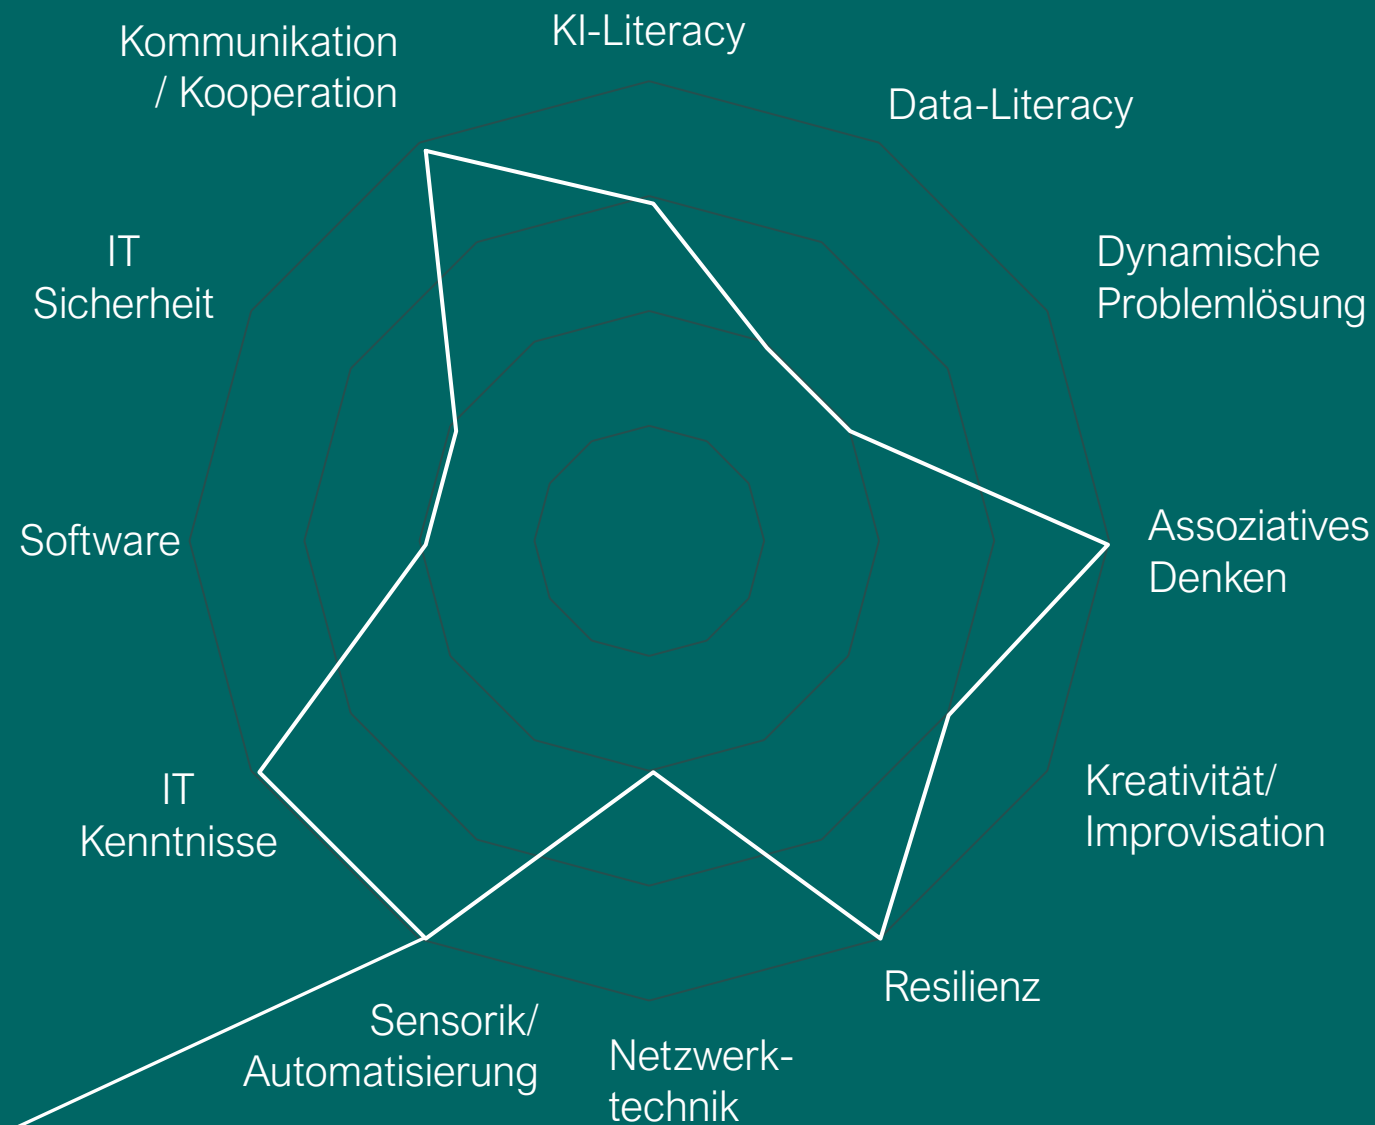 KI-Literacy
Data-Literacy
Dynamische
Problemlösung
Assoziatives
Denken
Kreativität/
Improvisation
Resilienz
Netzwerk-
technik
Sensorik/
Automatisierung
IT
Kenntnisse
Software
IT
Sicherheit
Kommunikation
/ Kooperation